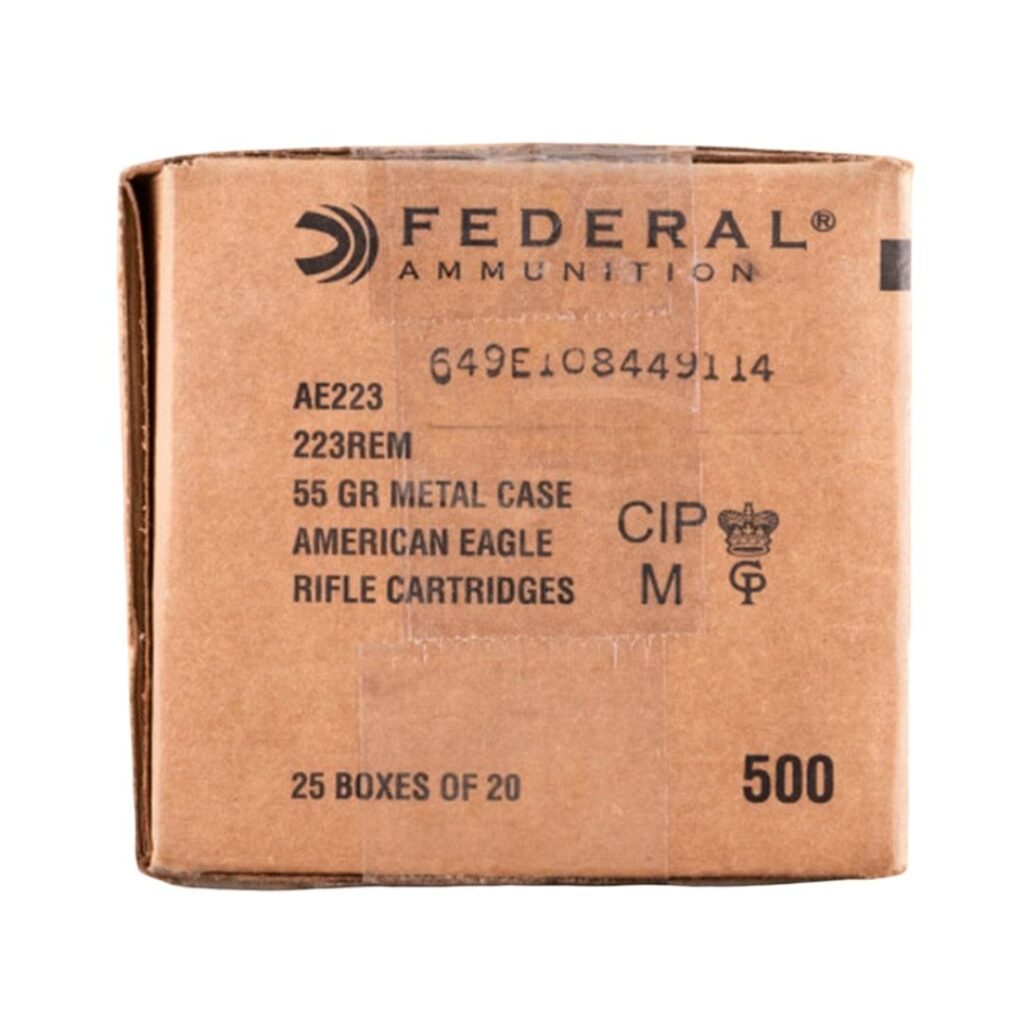 FEDERAL®
AMMUNITION
649E108449114
AE223
223REM
55 GR METAL CASE
AMERICAN EAGLE
RIFLE CARTRIDGES
CIP
M GP
25 BOXES OF 20
500